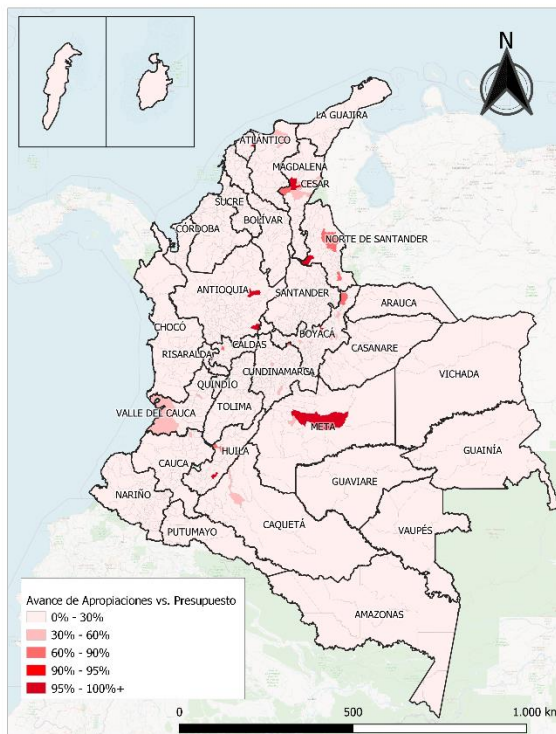 N
LA GUAJIRA
ATLÁNTICO
MAGDALENA
CESAR
SUCRE
BOLÍVAR
CÓRDOBA
NORTE DE SANTANDER
ANTIOQUIA
SANTANDER
ARAUCA
CHOCÓ
BOYACÁ
CALDAS
CASANARE
RISARALDA
CUNDINAMARCA
VICHADA
QUINDÍO
VALLE DEL CAUCA
TOLIMA
META
GUAINÍA
HUILA
CAUCA
GUAVIARE
NARIÑO
VAUPÉS
CAQUETÁ
PUTUMAYO
AMAZONAS
Avance de Apropiaciones vs. Presupuesto
0% - 30%
30% - 60%
60% - 90%
90% - 95%
95% - 100%+
0 500 1.000 km